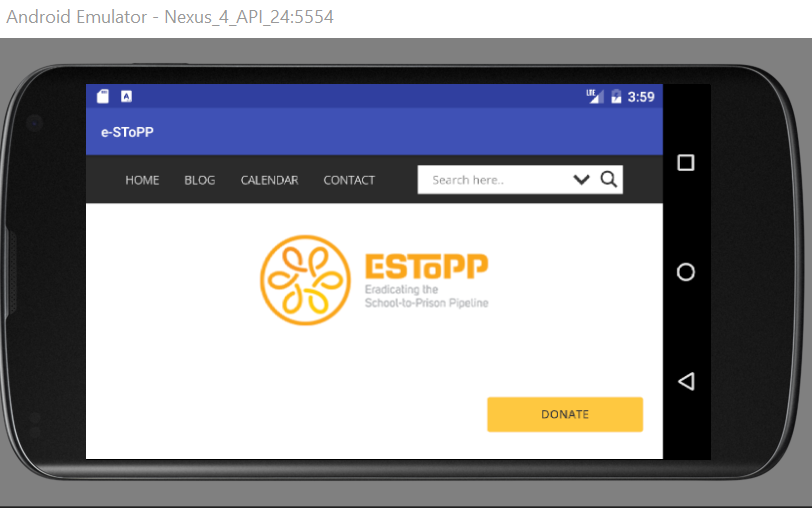 Android Emulator - Nexus_4_API_24:5554
LTE 3:59
e-SToPP
HOME BLOG CALENDAR CONTACT Search here..
ESToPP
Eradicating the
School-to-Prison Pipeline
DONATE